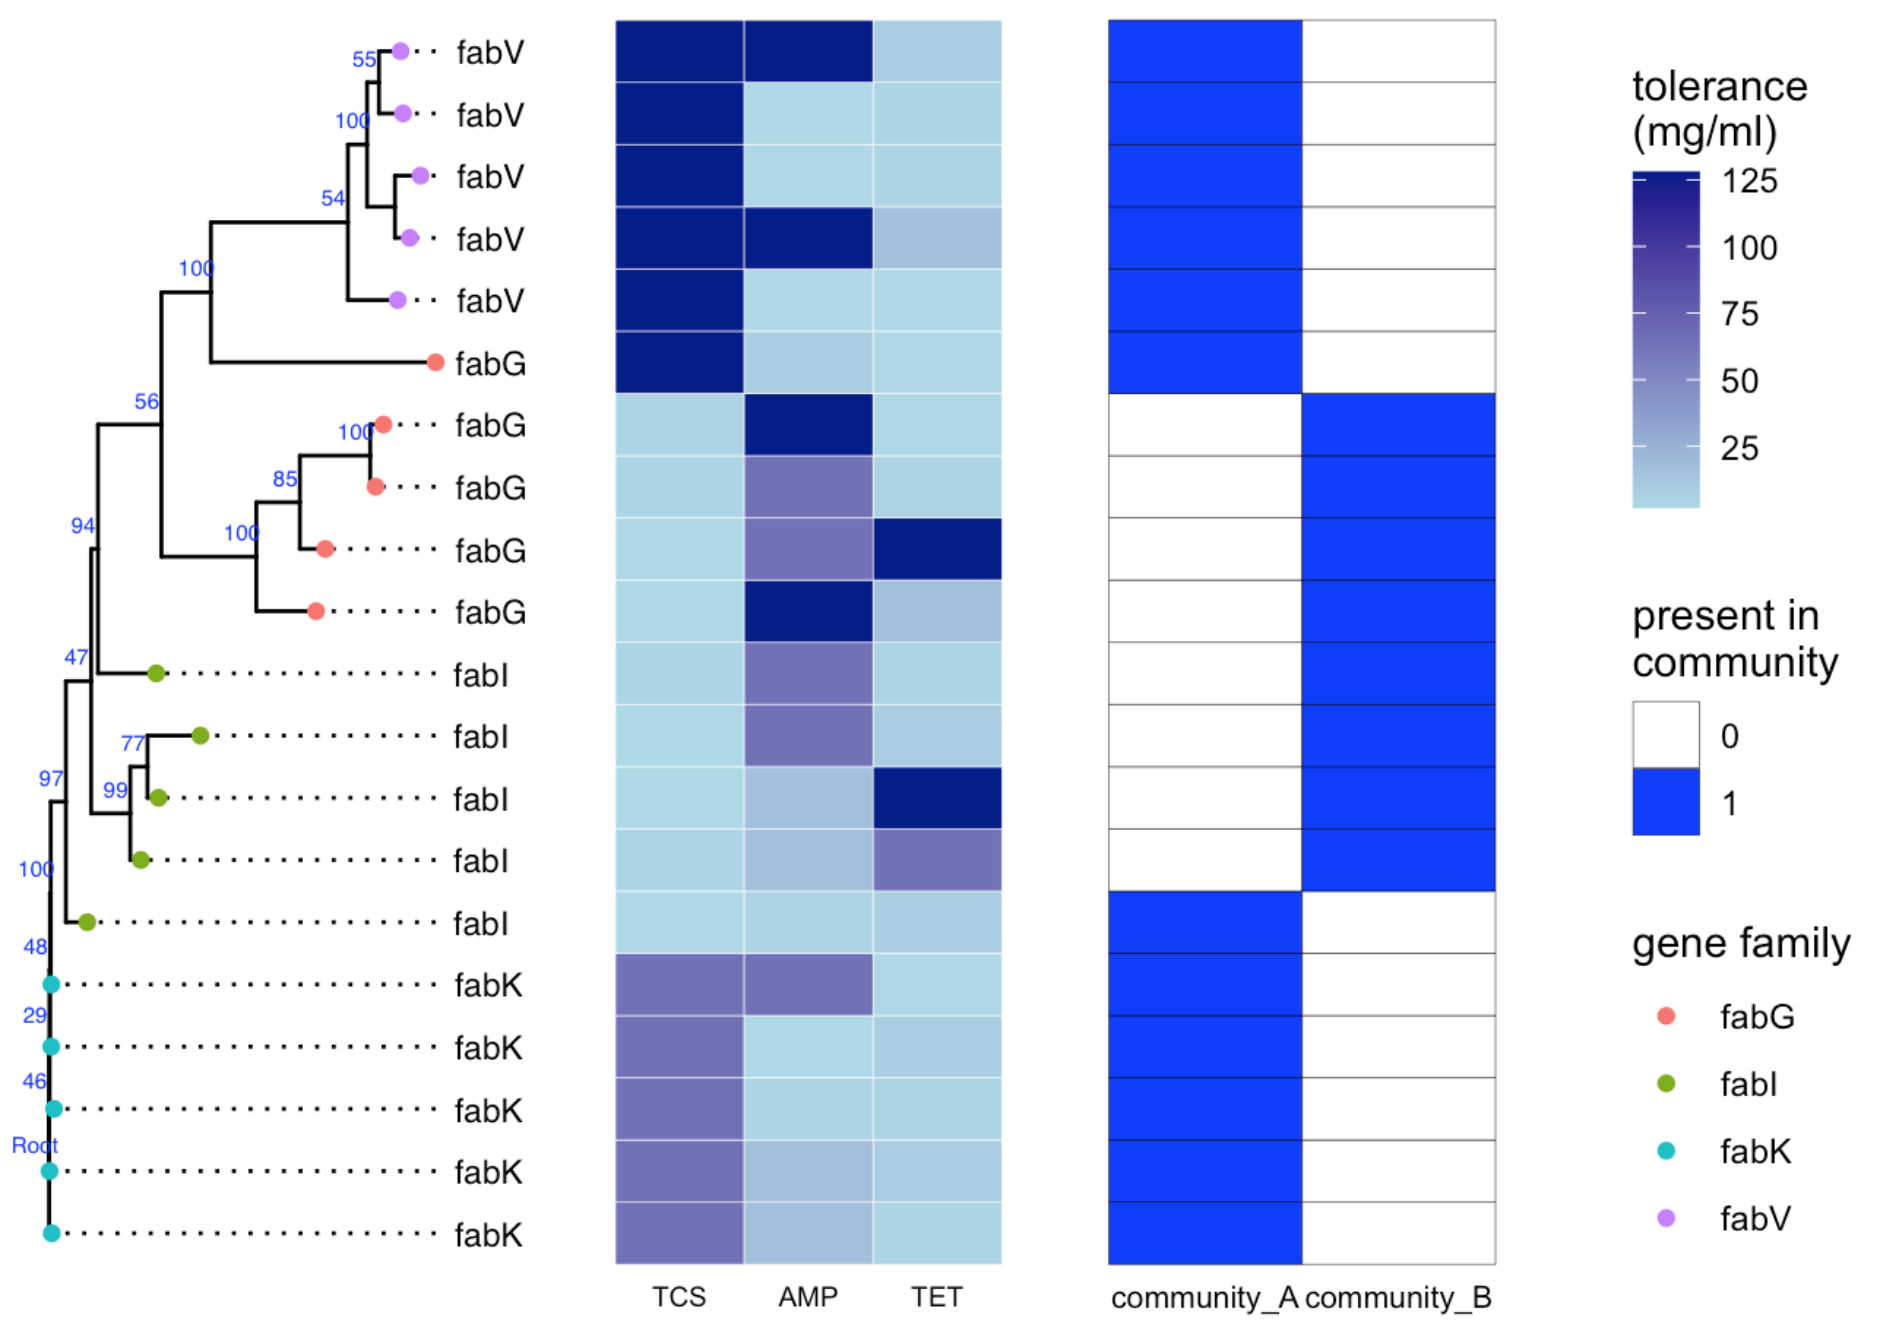 fabV
55
fabV
100
fabV
54
fabV
100
fabV
fabG
56
fabG
100
85
fabG
94
100
fabG
fabG
47
fabI
77
fabI
97
99
fabI
100
fabI
48
fabI
fabK
29
fabK
46
fabK
Root
fabK
fabK
TCS AMP TET
community_A community_B
tolerance
(mg/ml)
125
100
75
50
25
present in
community
0
1
gene family
fabG
fabI
fabK
fabV